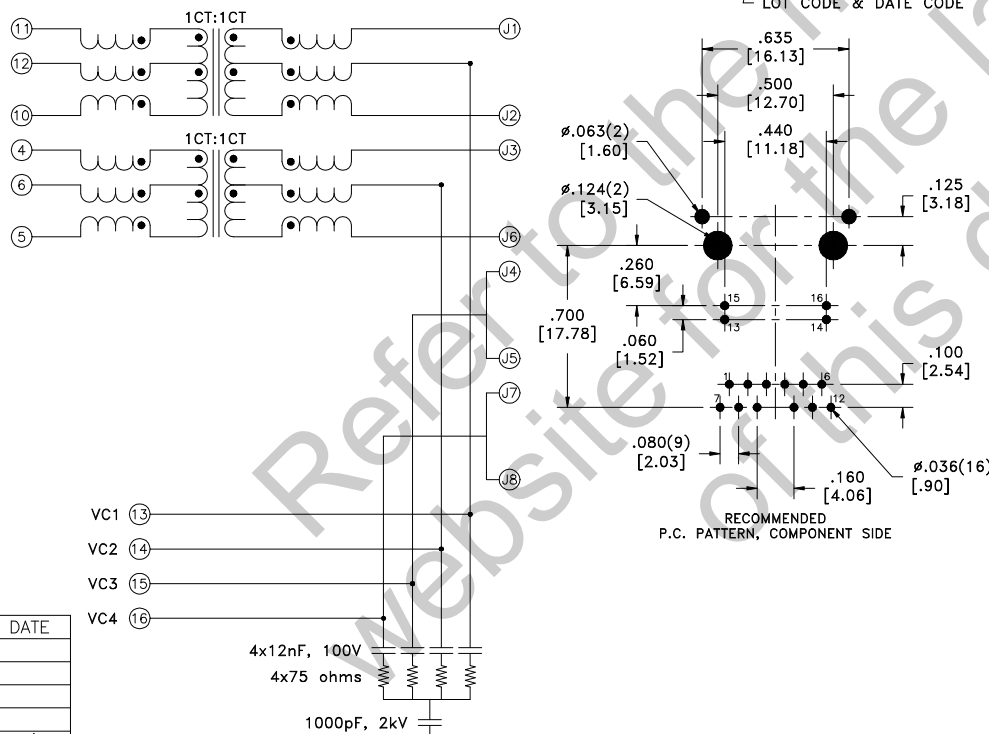 LOT CODE & DATE CODE
1CT:1CT
11
12
10
J1
J2
1CT:1CT
4
6
5
J3
J6
J4
J5
J7
J8
VC1 13
VC2 14
VC3 15
VC4 16
4x12nF, 100V
4x75 ohms
1000pF, 2kV
DATE
.635
[16.13]
.500
[12.70]
.440
[11.18]
ø.063(2)
[1.60]
ø.124(2)
[3.15]
.125
[3.18]
.260
[6.59]
.700
[17.78]
.060
[1.52]
15
16
13
14
1
6
7
12
.100
[2.54]
.080(9)
[2.03]
.160
[4.06]
ø.036(16)
[.90]
RECOMMENDED
P.C. PATTERN, COMPONENT SIDE
Refer to the
website for the la
of this d